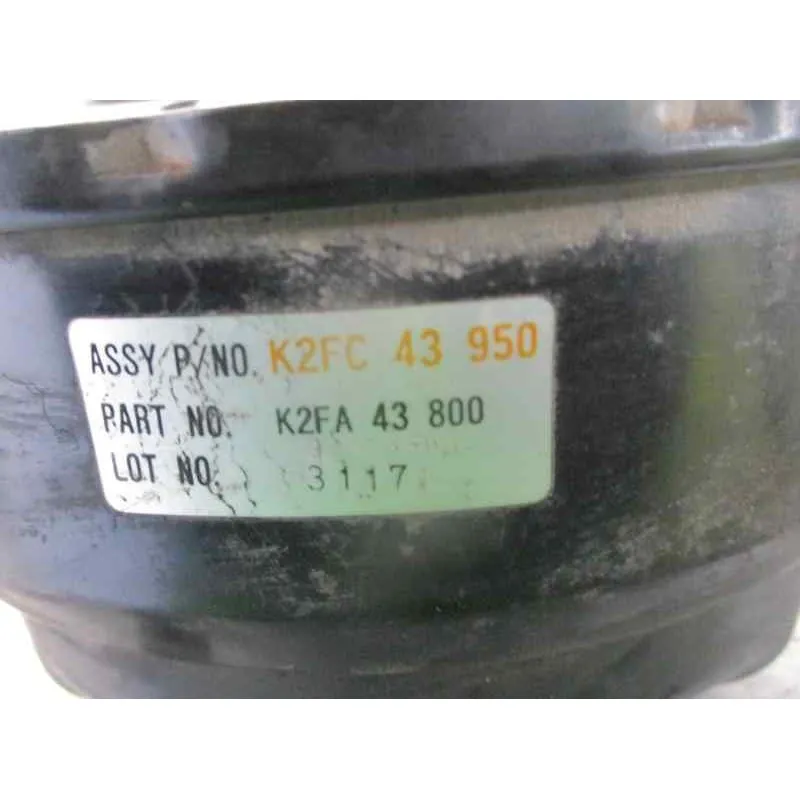 ASSY P/NO. K2FC 43 950
PART NO. K2FA 43 800
LOT NO. 3117